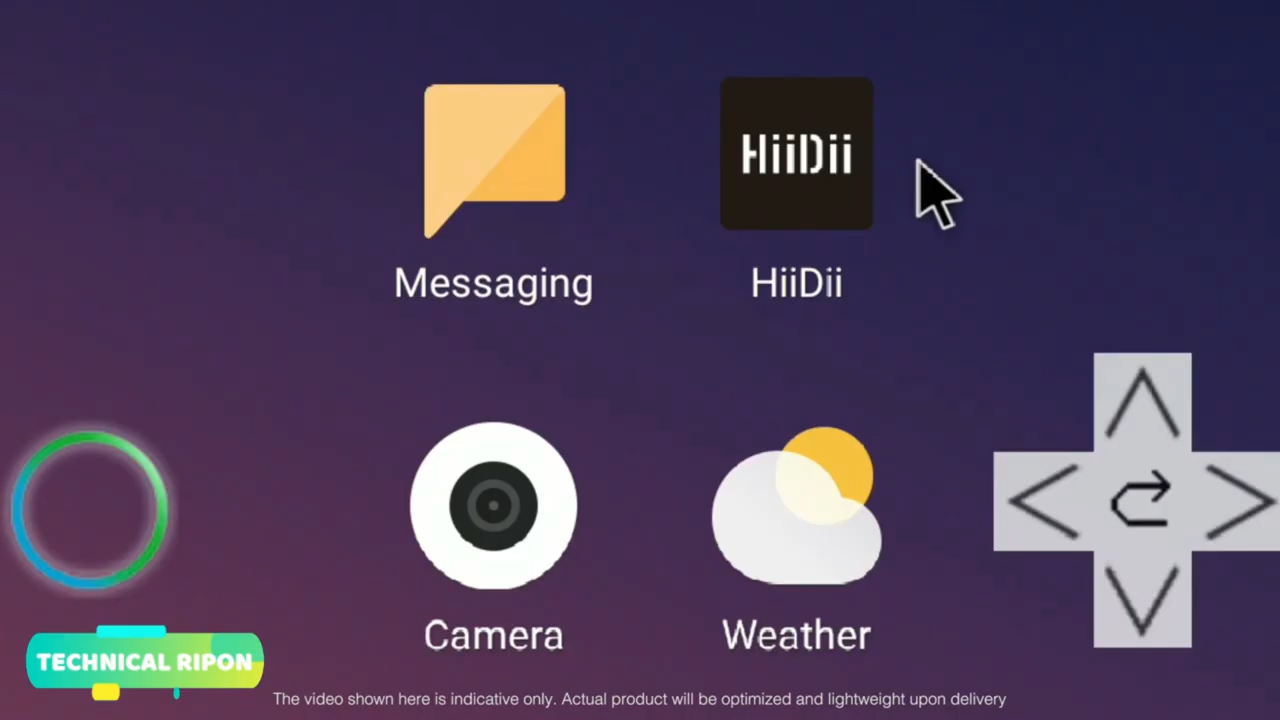 HiiDii
Messaging
HiiDii
Camera
Weather
TECHNICAL RIPON
The video shown here is indicative only. Actual product will be optimized and lightweight upon delivery